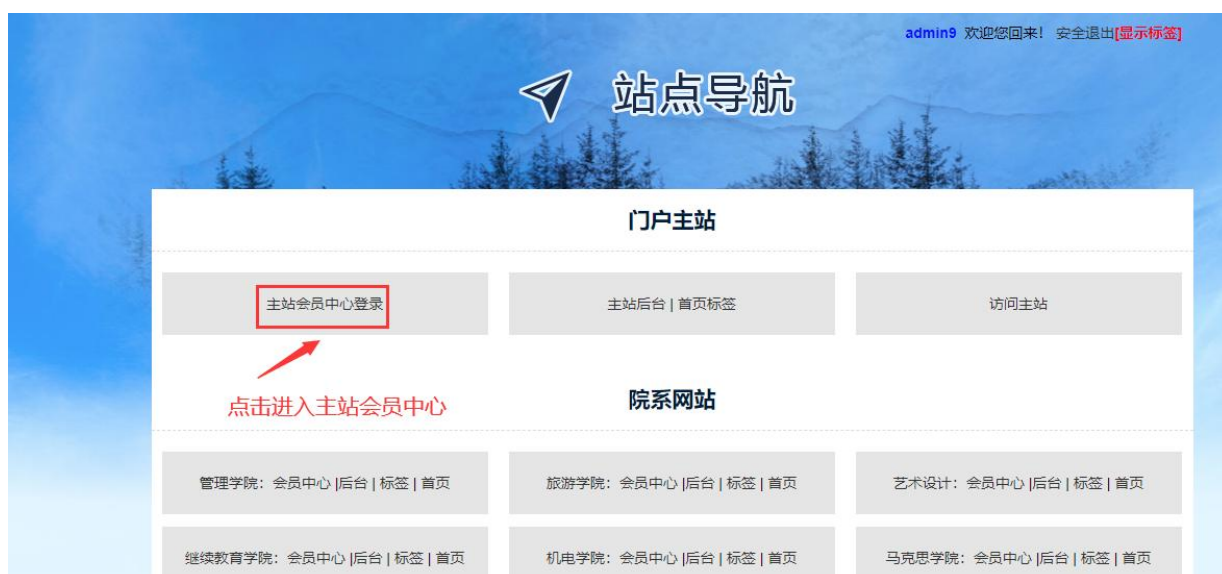 admin9 欢迎您回来! 安全退出[显示标签]
站点导航
门户主站
主站会员中心登录
主站后台 | 首页标签
访问主站
点击进入主站会员中心
院系网站
管理学院：会员中心 |后台 | 标签 | 首页
旅游学院：会员中心 |后台 | 标签 | 首页
艺术设计：会员中心 |后台 | 标签 | 首页
继续教育学院：会员中心 |后台 | 标签 | 首页
机电学院：会员中心 |后台 | 标签 | 首页
马克思学院：会员中心 |后台 | 标签 | 首页